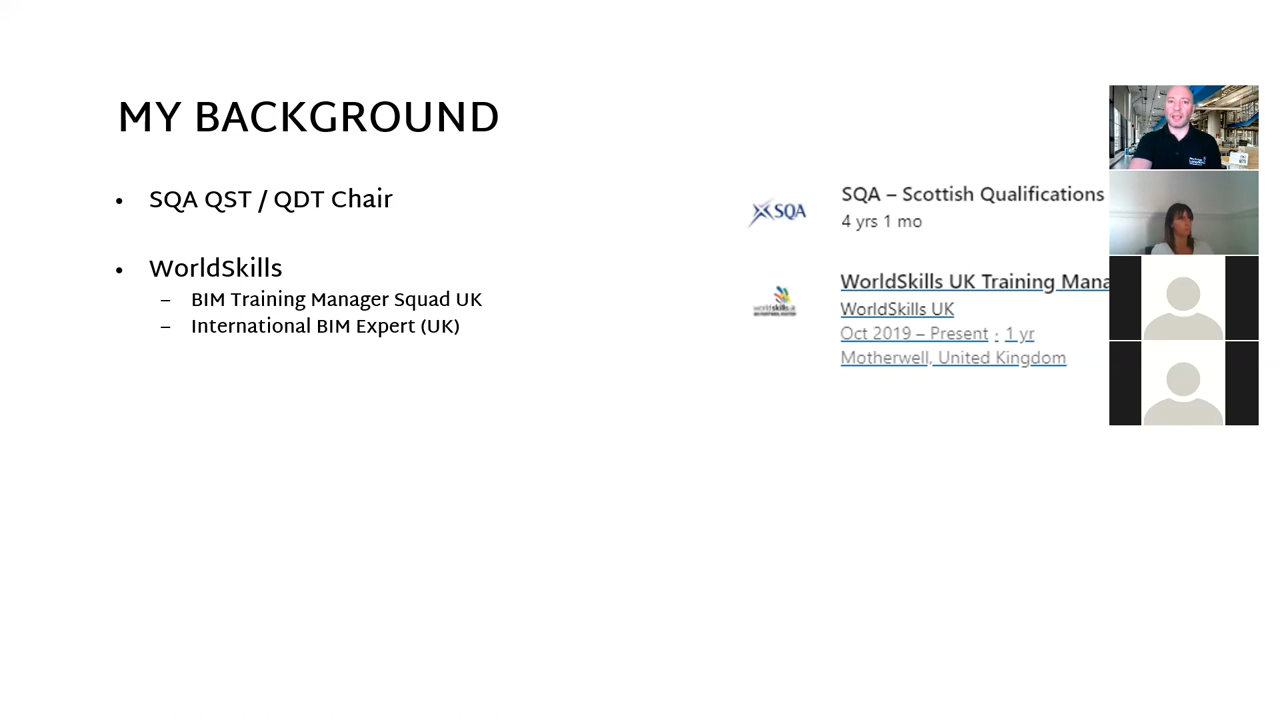 MY BACKGROUND
• SQA QST / QDT Chair
• WorldSkills
– BIM Training Manager Squad UK
– International BIM Expert (UK)
SQA
SQA – Scottish Qualifications
4 yrs 1 mo
worldskills uk
WorldSkills UK Training Mana
WorldSkills UK
Oct 2019 – Present · 1 yr
Motherwell, United Kingdom